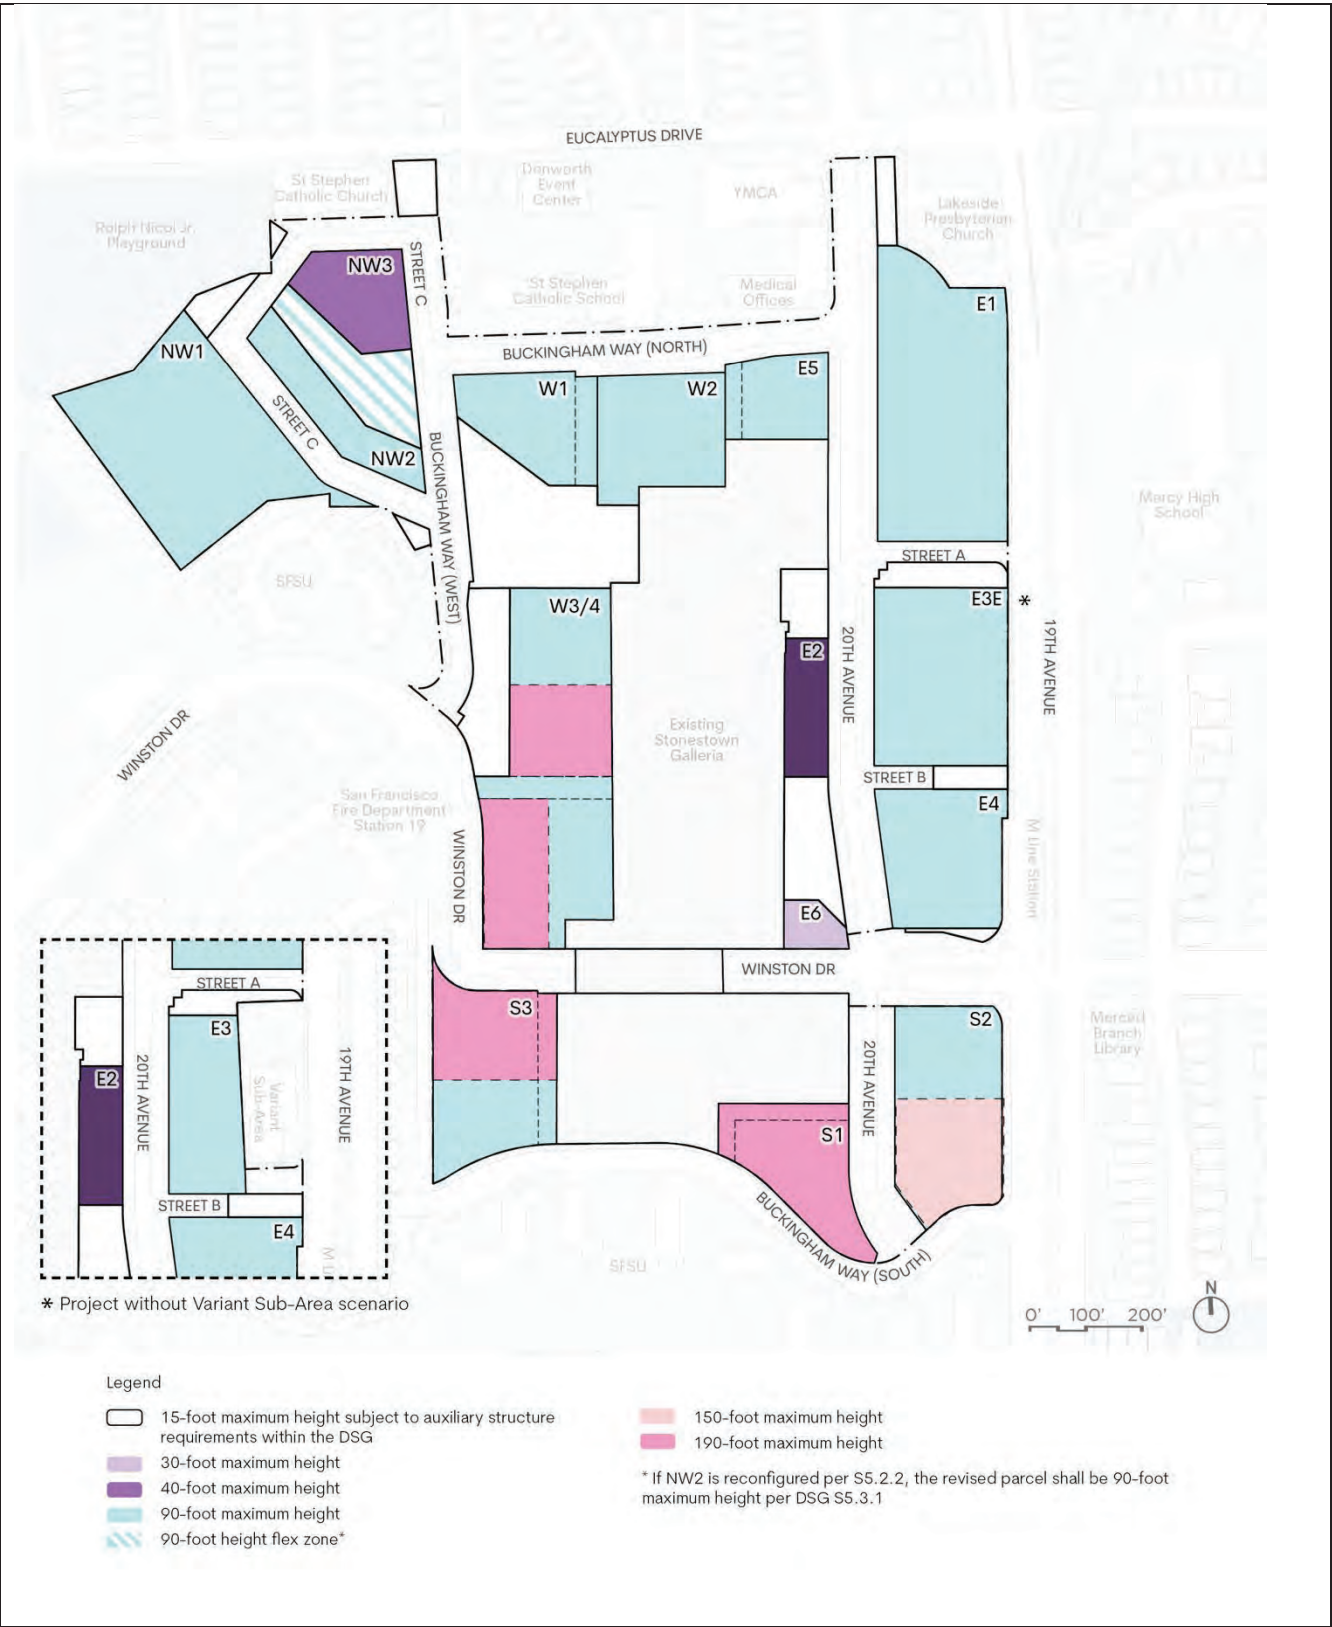 EUCALYPTUS DRIVE
St Stephen
Catholic Church
Donworth
Event
Center
YMCA
Lakeside
Presbyterian
Church
Rolph Nicol Jr.
Playground
STREET C
NW3
St Stephen
Catholic School
Medical
Offices
E1
NW1
BUCKINGHAM WAY (NORTH)
W1
W2
E5
STREET C
NW2
BUCKINGHAM WAY (WEST)
Mercy High
School
STREET A
SFSU
W3/4
E3E
*
E2
20TH AVENUE
19TH AVENUE
WINSTON DR
Existing
Stonestown
Galleria
STREET B
E4
San Francisco
Fire Department
Station 19
WINSTON DR
M Line Station
E6
WINSTON DR
STREET A
S3
S2
Merced
Branch
Library
E3
E2
20TH AVENUE
Variant
Sub-Area
19TH AVENUE
20TH AVENUE
S1
STREET B
E4
M Li
BUCKINGHAM WAY (SOUTH)
SFSU
* Project without Variant Sub-Area scenario
N
0' 100' 200'
Legend
15-foot maximum height subject to auxiliary structure
requirements within the DSG
30-foot maximum height
40-foot maximum height
90-foot maximum height
90-foot height flex zone*
150-foot maximum height
190-foot maximum height
* If NW2 is reconfigured per S5.2.2, the revised parcel shall be 90-foot
maximum height per DSG S5.3.1